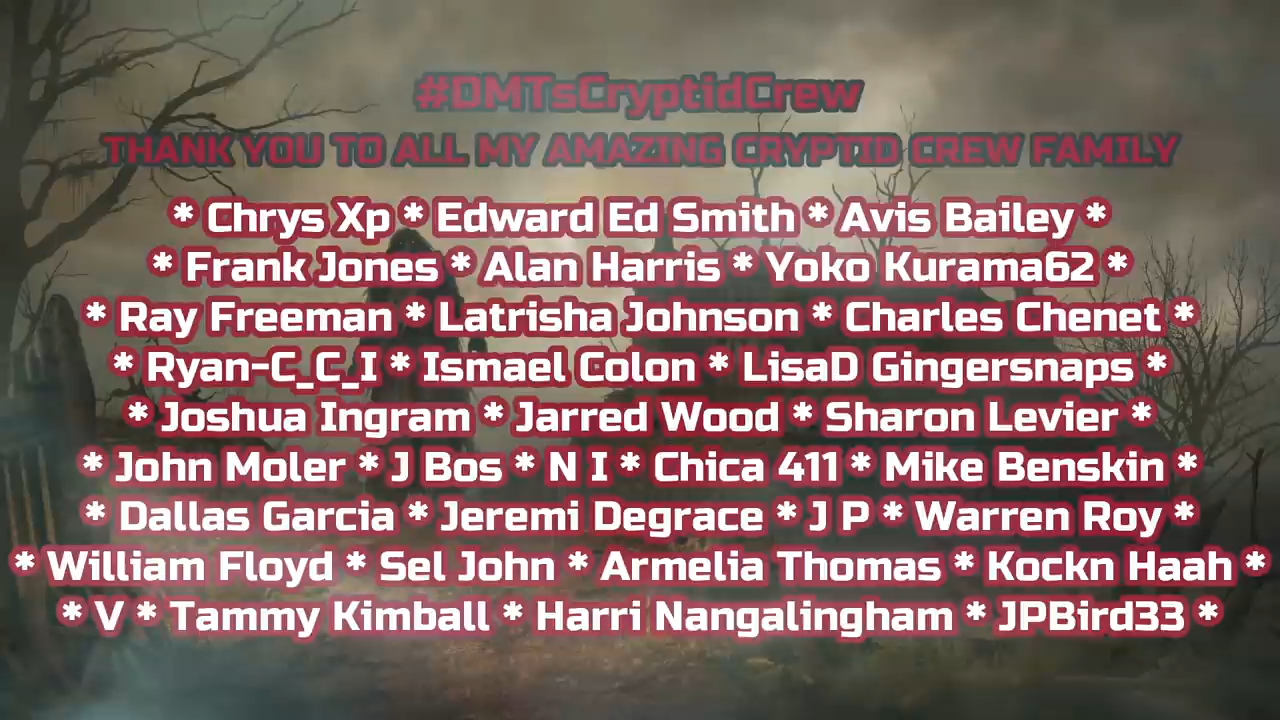 #DMTsCryptidCrew
THANK YOU TO ALL MY AMAZING CRYPTID CREW FAMILY
* Chrys Xp * Edward Ed Smith * Avis Bailey *
* Frank Jones * Alan Harris * Yoko Kurama62 *
* Ray Freeman * Latrisha Johnson * Charles Chenet *
* Ryan-C_C_I * Ismael Colon * LisaD Gingersnaps *
* Joshua Ingram * Jarred Wood * Sharon Levier *
* John Moler * J Bos * N I * Chica 411 * Mike Benskin *
* Dallas Garcia * Jeremi Degrace * J P * Warren Roy *
* William Floyd * Sel John * Armelia Thomas * Kockn Haah *
* V * Tammy Kimball * Harri Nangalingham * JPBird33 *